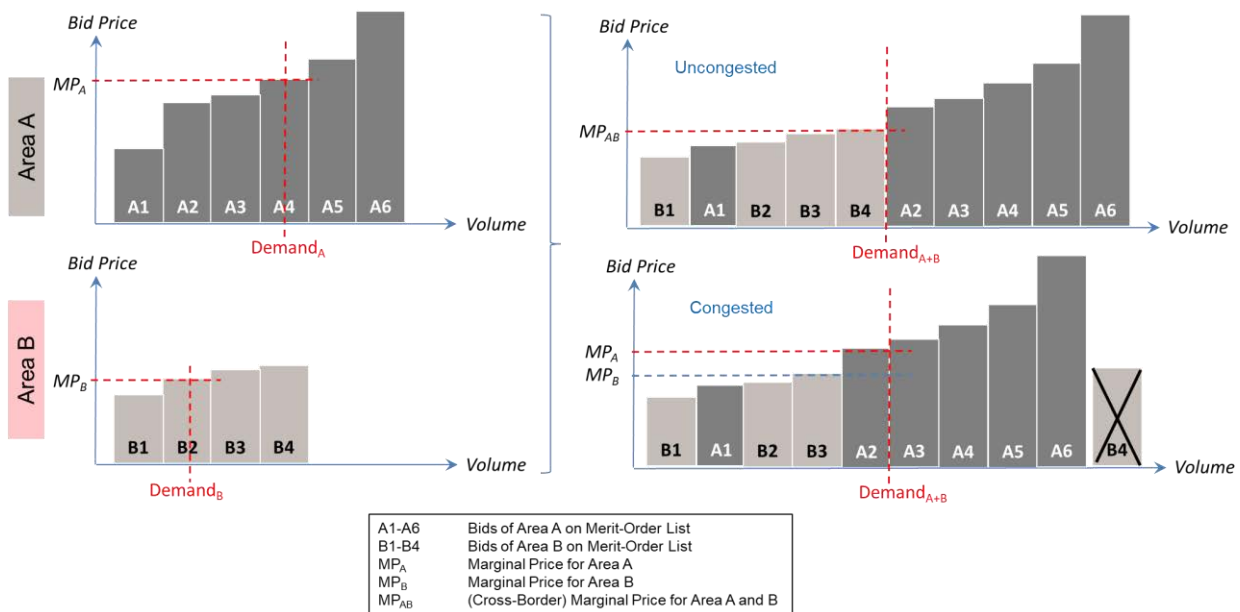 Bid Price
MP_A
Area A
A1 A2 A3 A4 A5 A6
Volume
Demand_A
Bid Price
MP_B
Area B
B1 B2 B3 B4
Volume
Demand_B
Bid Price
Uncongested
MP_AB
B1 A1 B2 B3 B4 A2 A3 A4 A5 A6
Volume
Demand_A+B
Bid Price
Congested
MP_A
MP_B
B1 A1 B2 B3 A2 A3 A4 A5 A6 B4
Volume
Demand_A+B
A1-A6 Bids of Area A on Merit-Order List
B1-B4 Bids of Area B on Merit-Order List
MP_A Marginal Price for Area A
MP_B Marginal Price for Area B
MP_AB (Cross-Border) Marginal Price for Area A and B